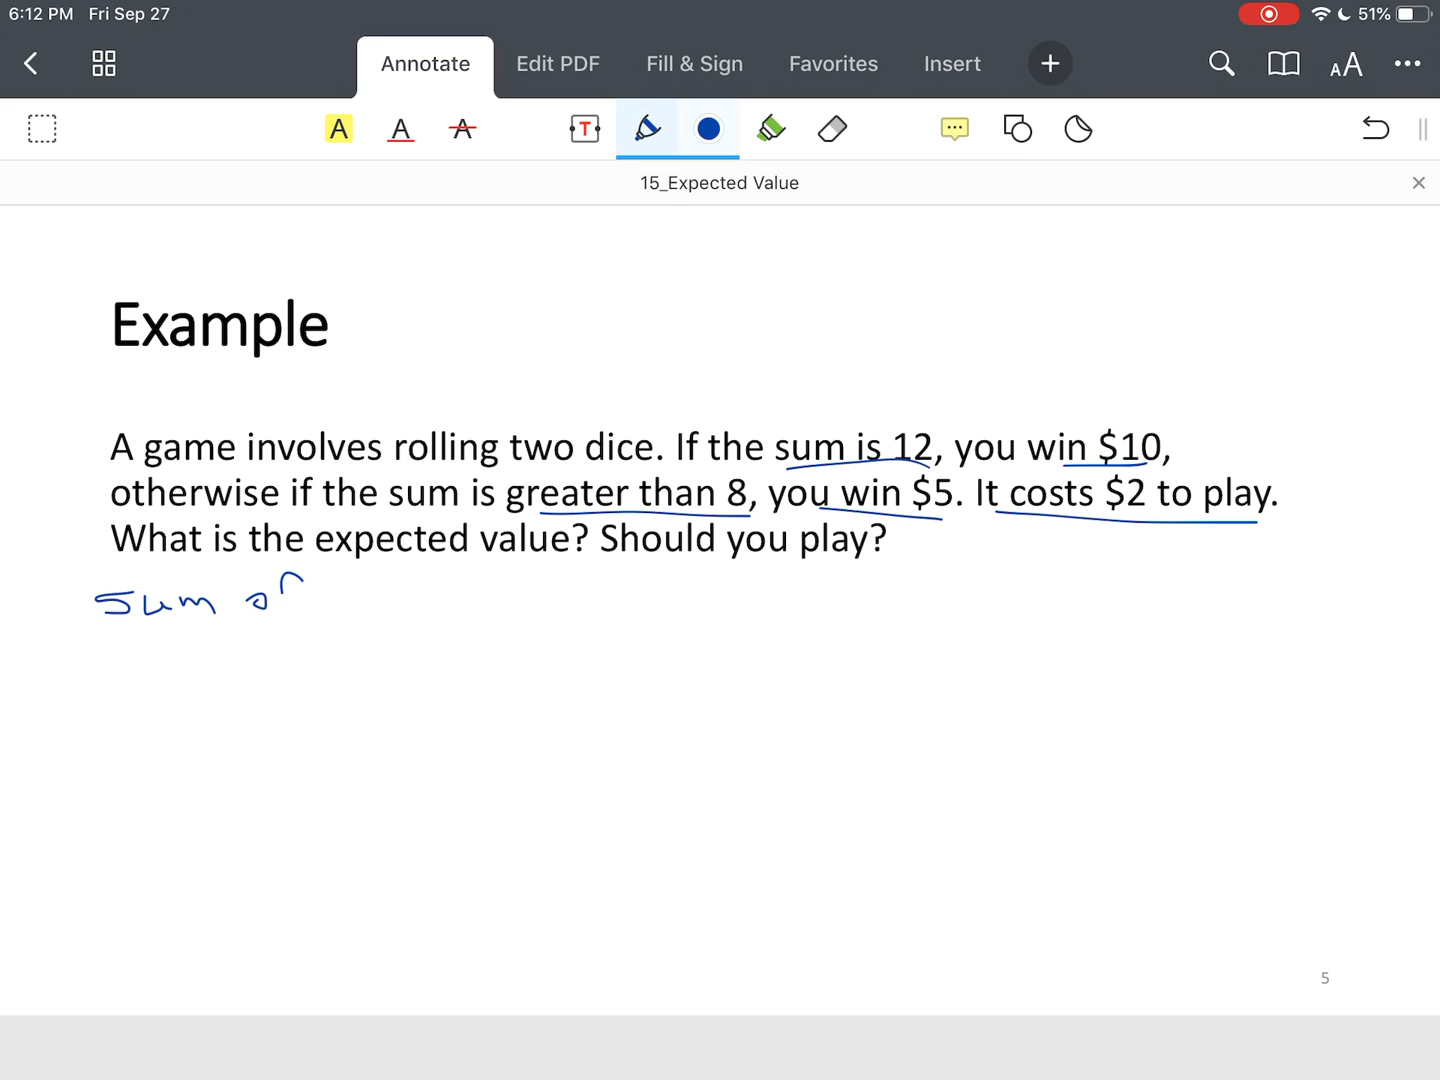 6:12 PM Fri Sep 27
51%
Annotate Edit PDF Fill & Sign Favorites Insert
AA
A A A T
15_Expected Value
Example
A game involves rolling two dice. If the sum is 12, you win $10,
otherwise if the sum is greater than 8, you win $5. It costs $2 to play.
What is the expected value? Should you play?
Sum of
5